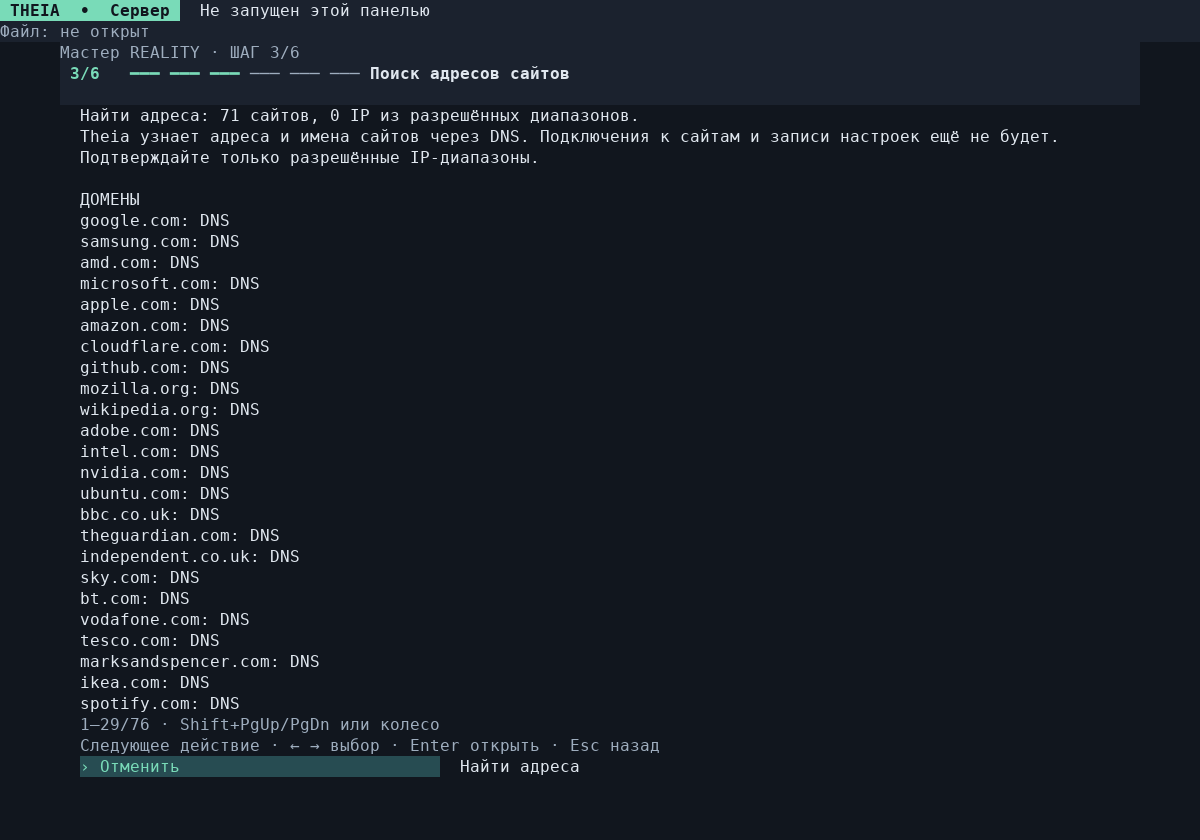 THEIA • Сервер Не запущен этой панелью
Файл: не открыт
Мастер REALITY · ШАГ 3/6
3/6 ━━━ ━━━ ━━━ ─── ─── ─── Поиск адресов сайтов
Найти адреса: 71 сайтов, 0 IP из разрешённых диапазонов.
Theia узнает адреса и имена сайтов через DNS. Подключения к сайтам и записи настроек ещё не будет.
Подтверждайте только разрешённые IP-диапазоны.
ДОМЕНЫ
google.com: DNS
samsung.com: DNS
amd.com: DNS
microsoft.com: DNS
apple.com: DNS
amazon.com: DNS
cloudflare.com: DNS
github.com: DNS
mozilla.org: DNS
wikipedia.org: DNS
adobe.com: DNS
intel.com: DNS
nvidia.com: DNS
ubuntu.com: DNS
bbc.co.uk: DNS
theguardian.com: DNS
independent.co.uk: DNS
sky.com: DNS
bt.com: DNS
vodafone.com: DNS
tesco.com: DNS
marksandspencer.com: DNS
ikea.com: DNS
spotify.com: DNS
1–29/76 · Shift+PgUp/PgDn или колесо
Следующее действие · ← → выбор · Enter открыть · Esc назад
› Отменить Найти адреса